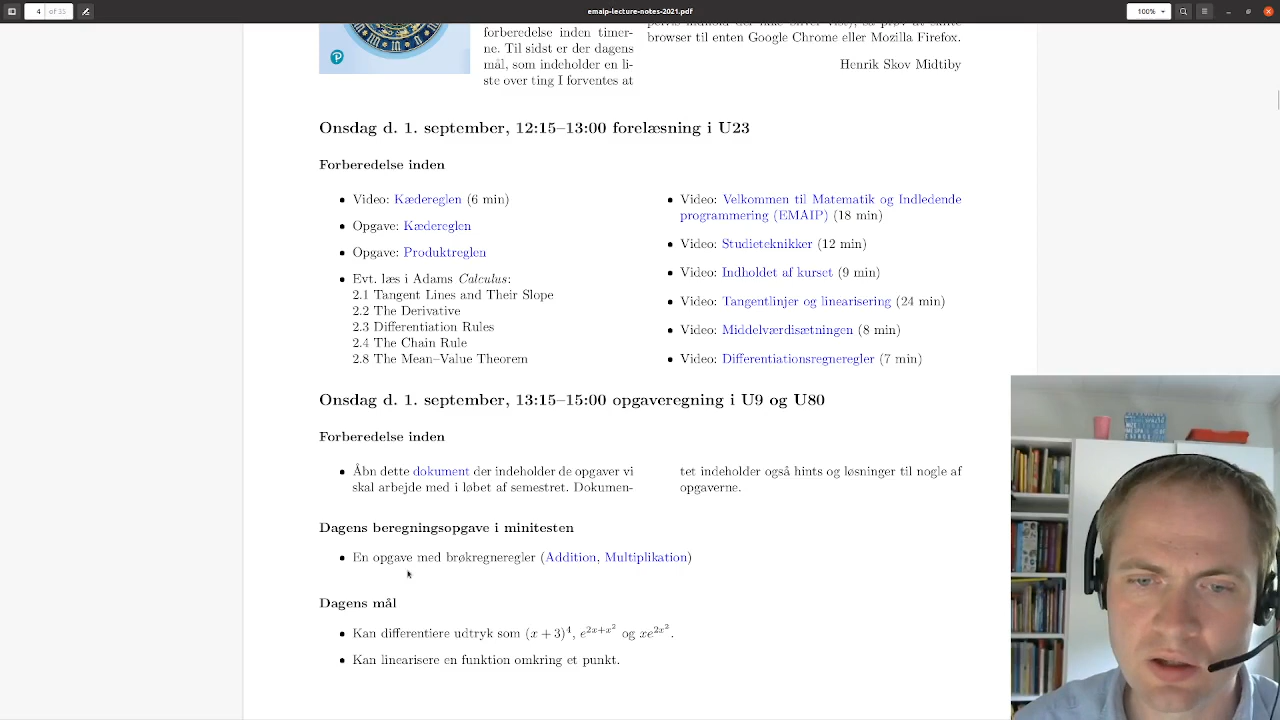 4 of 35
emaip-lecture-notes-2021.pdf
100%
forberedelse inden timer-
ne. Til sidst er der dagens
mål, som indeholder en li-
ste over ting I forventes at
browser til enten Google Chrome eller Mozilla Firefox.
Henrik Skov Midtiby
Onsdag d. 1. september, 12:15–13:00 forelæsning i U23
Forberedelse inden
• Video: Kædereglen (6 min)
• Opgave: Kædereglen
• Opgave: Produktreglen
• Evt. læs i Adams Calculus:
2.1 Tangent Lines and Their Slope
2.2 The Derivative
2.3 Differentiation Rules
2.4 The Chain Rule
2.8 The Mean–Value Theorem
• Video: Velkommen til Matematik og Indledende
programmering (EMAIP) (18 min)
• Video: Studieteknikker (12 min)
• Video: Indholdet af kurset (9 min)
• Video: Tangentlinjer og linearisering (24 min)
• Video: Middelværdisætningen (8 min)
• Video: Differentiationsregneregler (7 min)
Onsdag d. 1. september, 13:15–15:00 opgaveregning i U9 og U80
Forberedelse inden
• Åbn dette dokument der indeholder de opgaver vi
skal arbejde med i løbet af semestret. Dokumen-
tet indeholder også hints og løsninger til nogle af
opgaverne.
Dagens beregningsopgave i minitesten
• En opgave med brøkregneregler (Addition, Multiplikation)
Dagens mål
• Kan differentiere udtryk som (x + 3)⁴, e^{2x+x²} og xe^{2x²}.
• Kan linearisere en funktion omkring et punkt.